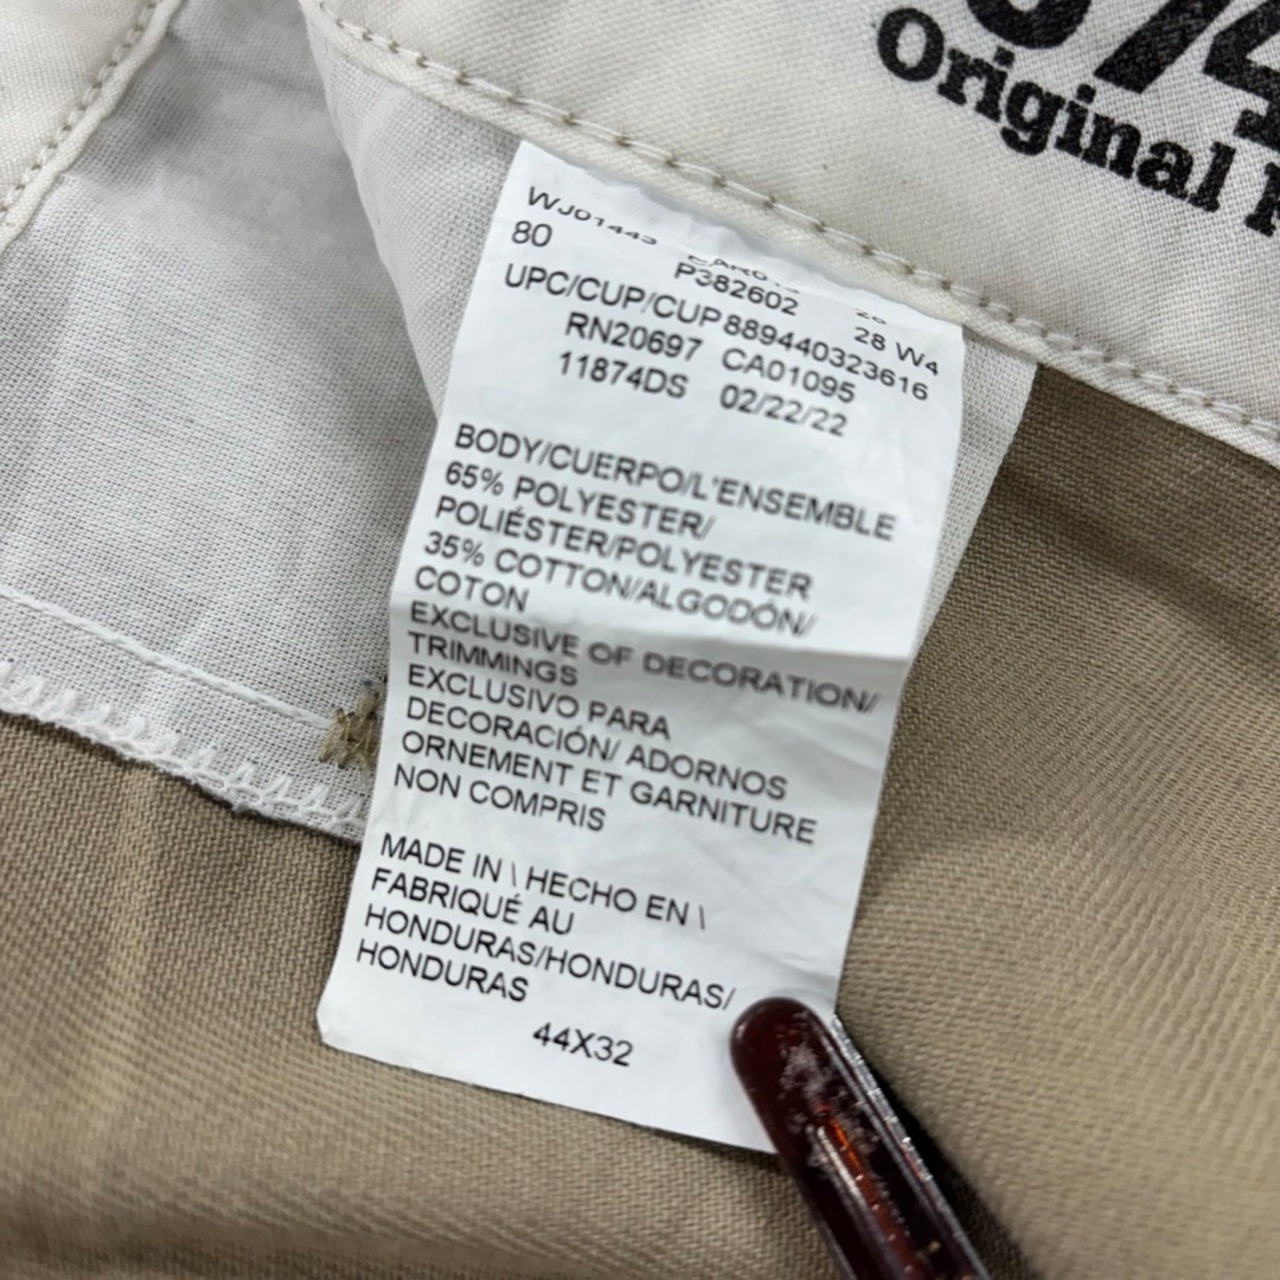 874
Original
WJ01443
80
P382602
28 W4
UPC/CUP/CUP 889440323616
RN20697 CA01095
11874DS 02/22/22
BODY/CUERPO/L'ENSEMBLE
65% POLYESTER/
POLIÉSTER/POLYESTER
35% COTTON/ALGODÓN/
COTON
EXCLUSIVE OF DECORATION/
TRIMMINGS
EXCLUSIVO PARA
DECORACIÓN/ ADORNOS
ORNEMENT ET GARNITURE
NON COMPRIS
MADE IN \ HECHO EN \
FABRIQUÉ AU
HONDURAS/HONDURAS/
HONDURAS
44X32